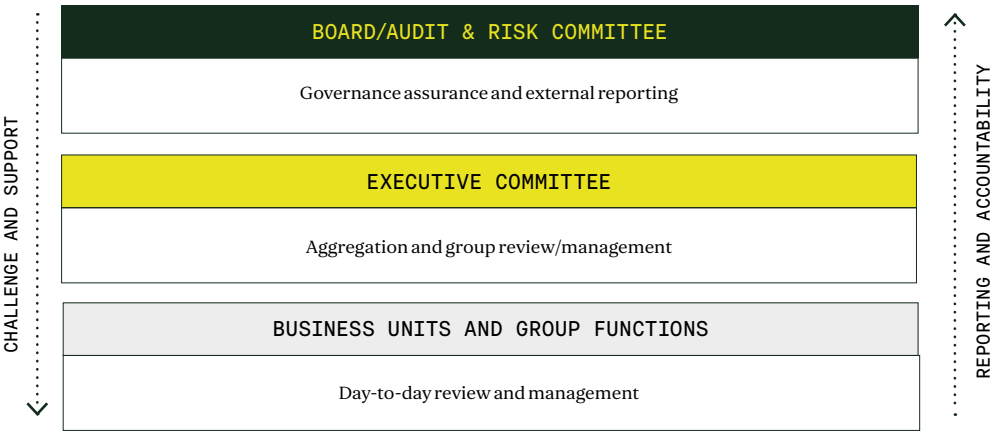 BOARD/AUDIT & RISK COMMITTEE
Governance assurance and external reporting
EXECUTIVE COMMITTEE
Aggregation and group review/management
BUSINESS UNITS AND GROUP FUNCTIONS
Day-to-day review and management
CHALLENGE AND SUPPORT
REPORTING AND ACCOUNTABILITY